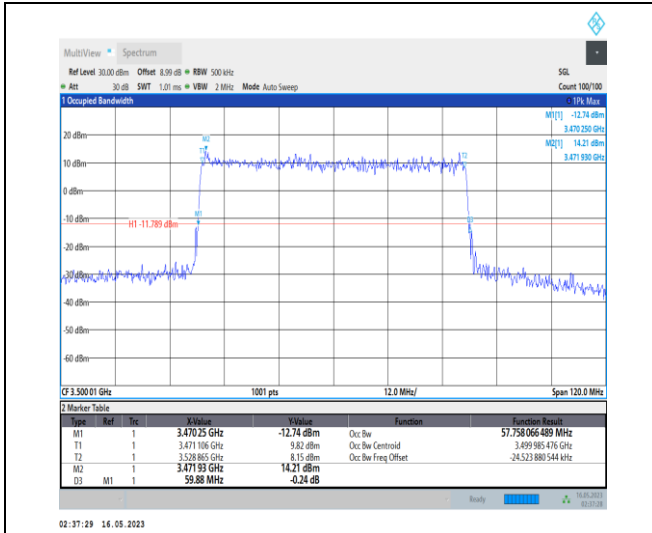 MultiView Spectrum
Ref Level 30.00 dBm Offset 8.99 dB RBW 500 kHz SGL
Att 30 dB SWT 1.01 ms VBW 2 MHz Mode Auto Sweep Count 100/100
1 Occupied Bandwidth 1Pk Max
M1[1] -12.74 dBm
3.470 250 GHz
M2[1] 14.21 dBm
3.471 930 GHz
20 dBm
M2
T1
T2
10 dBm
0 dBm
-10 dBm
M1
D3
H1 -11.789 dBm
-20 dBm
-30 dBm
-40 dBm
-50 dBm
-60 dBm
CF 3.500 01 GHz 1001 pts 12.0 MHz/ Span 120.0 MHz
2 Marker Table
Type Ref Trc X-Value Y-Value Function Function Result
M1 1 3.470 25 GHz -12.74 dBm Occ Bw 57.758 066 489 MHz
T1 1 3.471 106 GHz 9.82 dBm Occ Bw Centroid 3.499 985 476 GHz
T2 1 3.528 865 GHz 8.15 dBm Occ Bw Freq Offset -24.523 880 544 kHz
M2 1 3.471 93 GHz 14.21 dBm
D3 M1 1 59.88 MHz -0.24 dB
Ready 16.05.2023
02:37:28
02:37:29 16.05.2023